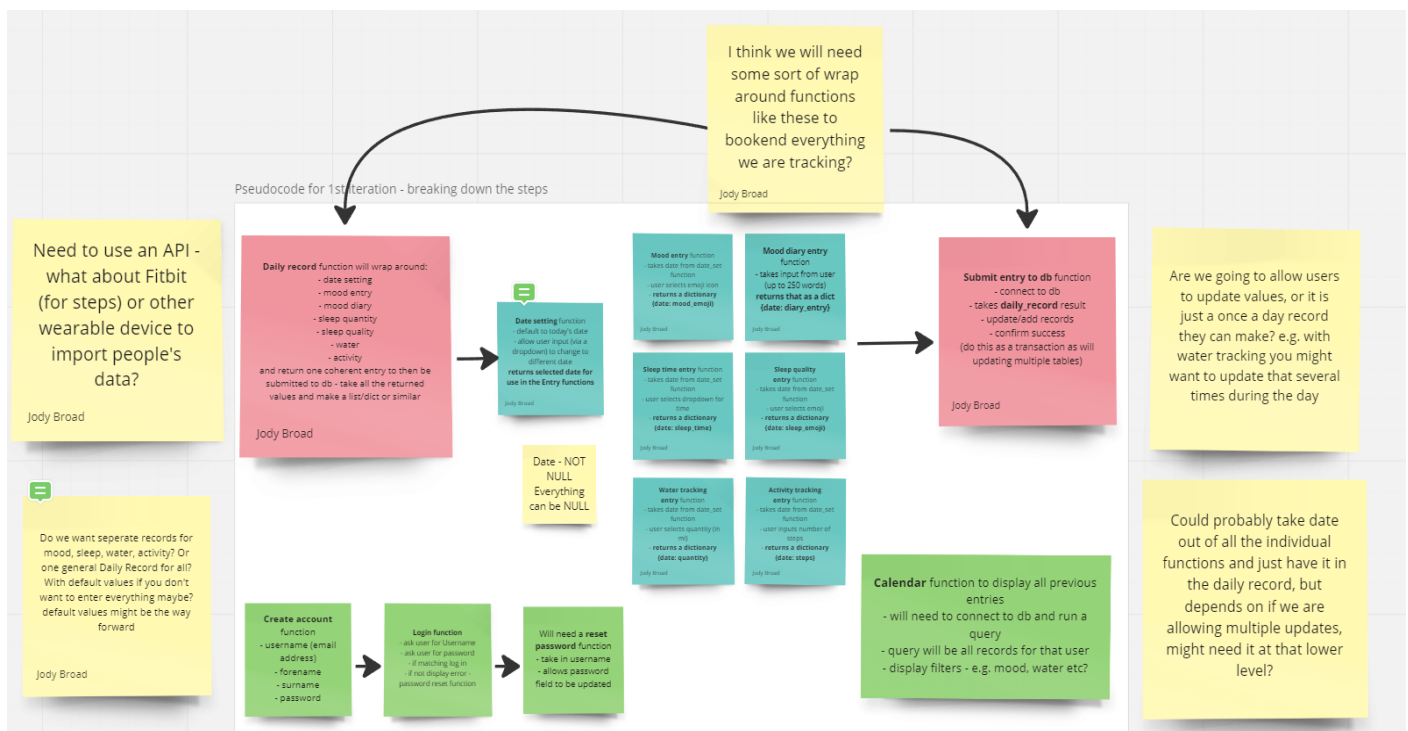 I think we will need
some sort of wrap
around functions
like these to
bookend everything
we are tracking?
Jody Broad
Pseudocode for 1st iteration - breaking down the steps
Need to use an API -
what about Fitbit
(for steps) or other
wearable device to
import people's
data?
Jody Broad
Daily record function will wrap around:
- date setting
- mood entry
- mood diary
- sleep quantity
- sleep quality
- water
- activity
and return one coherent entry to then be
submitted to db - take all the returned
values and make a list/dict or similar
Jody Broad
Date setting function
- default to today's date
- allow user input (via a
dropdown) to change to
different date
returns selected date for
use in the Entry functions
Jody Broad
Date - NOT
NULL
Everything
can be NULL
Mood entry function
- takes date from date_set
function
- user selects emoji icon
- returns a dictionary
{date: mood_emoji}
Jody Broad
Mood diary entry
function
- takes input from user
(up to 250 words)
returns that as a dict
{date: diary_entry}
Jody Broad
Sleep time entry function
- takes date from date_set
function
- user selects dropdown for
time
- returns a dictionary
{date: sleep_time}
Jody Broad
Sleep quality
entry function
- takes date from date_set
function
- user selects emoji
- returns a dictionary
{date: sleep_emoji}
Jody Broad
Water tracking
entry function
- takes date from date_set
function
- user selects quantity (in
ml)
- returns a dictionary
{date: quantity}
Jody Broad
Activity tracking
entry function
- takes date from date_set
function
- user inputs number of
steps
- returns a dictionary
{date: steps}
Jody Broad
Submit entry to db function
- connect to db
- takes daily_record result
- update/add records
- confirm success
(do this as a transaction as will
updating multiple tables)
Jody Broad
Are we going to allow users
to update values, or it is
just a once a day record
they can make? e.g. with
water tracking you might
want to update that several
times during the day
Jody Broad
Do we want seperate records for
mood, sleep, water, activity? Or
one general Daily Record for all?
With default values if you don't
want to enter everything maybe?
default values might be the way
forward
Jody Broad
Create account
function
- username (email
address)
- forename
- surname
- password
Login function
- ask user for Username
- ask user for password
- if matching log in
- if not display error -
password reset function
Will need a reset
password function
- take in username
- allows password
field to be updated
Calendar function to display all previous
entries
- will need to connect to db and run a
query
- query will be all records for that user
- display filters - e.g. mood, water etc?
Could probably take date
out of all the individual
functions and just have it in
the daily record, but
depends on if we are
allowing multiple updates,
might need it at that lower
level?
Jody Broad